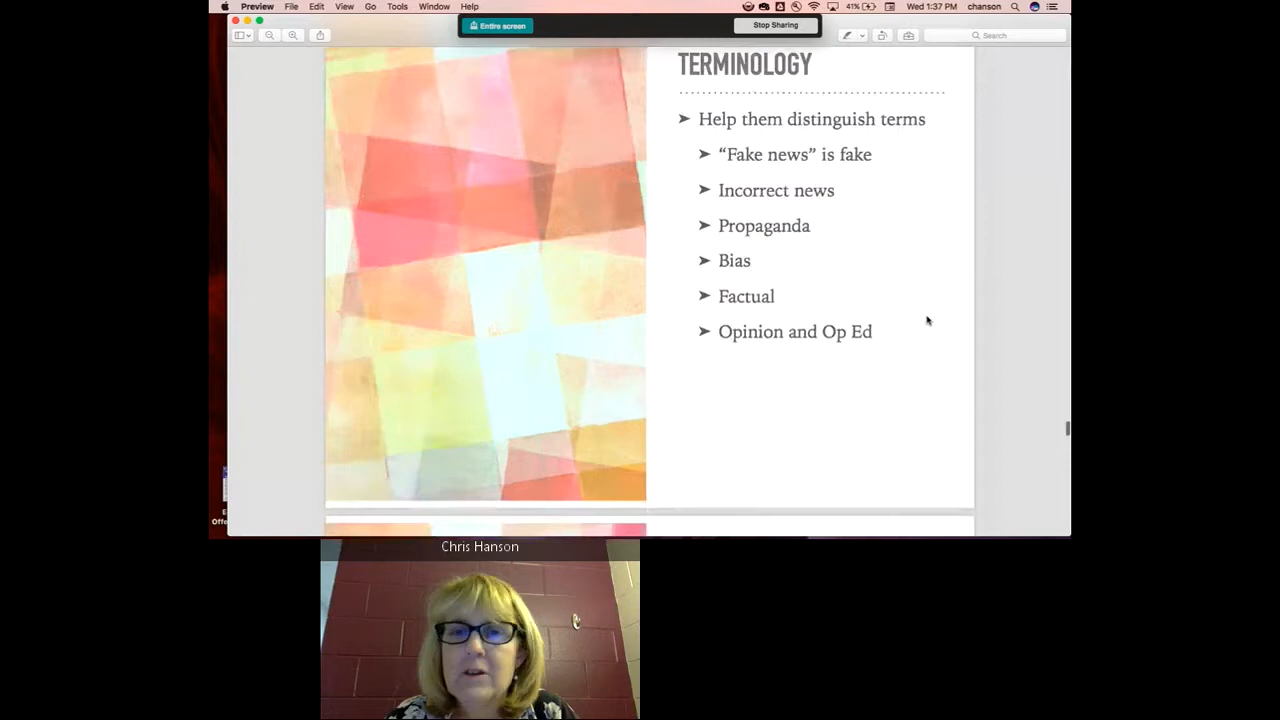 Preview File Edit View Go Tools Window Help
41% Wed 1:37 PM chanson
Entire screen
Stop Sharing
Search
TERMINOLOGY
➤ Help them distinguish terms
➤ “Fake news” is fake
➤ Incorrect news
➤ Propaganda
➤ Bias
➤ Factual
➤ Opinion and Op Ed
E
Offe
Chris Hanson